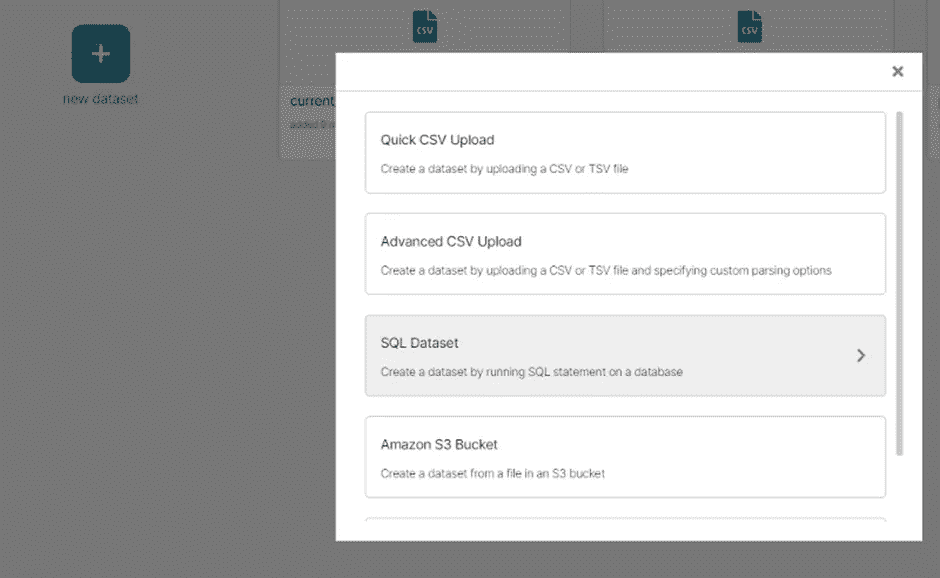 CSV
CSV
new dataset
current
added
Quick CSV Upload
Create a dataset by uploading a CSV or TSV file
Advanced CSV Upload
Create a dataset by uploading a CSV or TSV file and specifying custom parsing options
SQL Dataset
Create a dataset by running SQL statement on a database
Amazon S3 Bucket
Create a dataset from a file in an S3 bucket